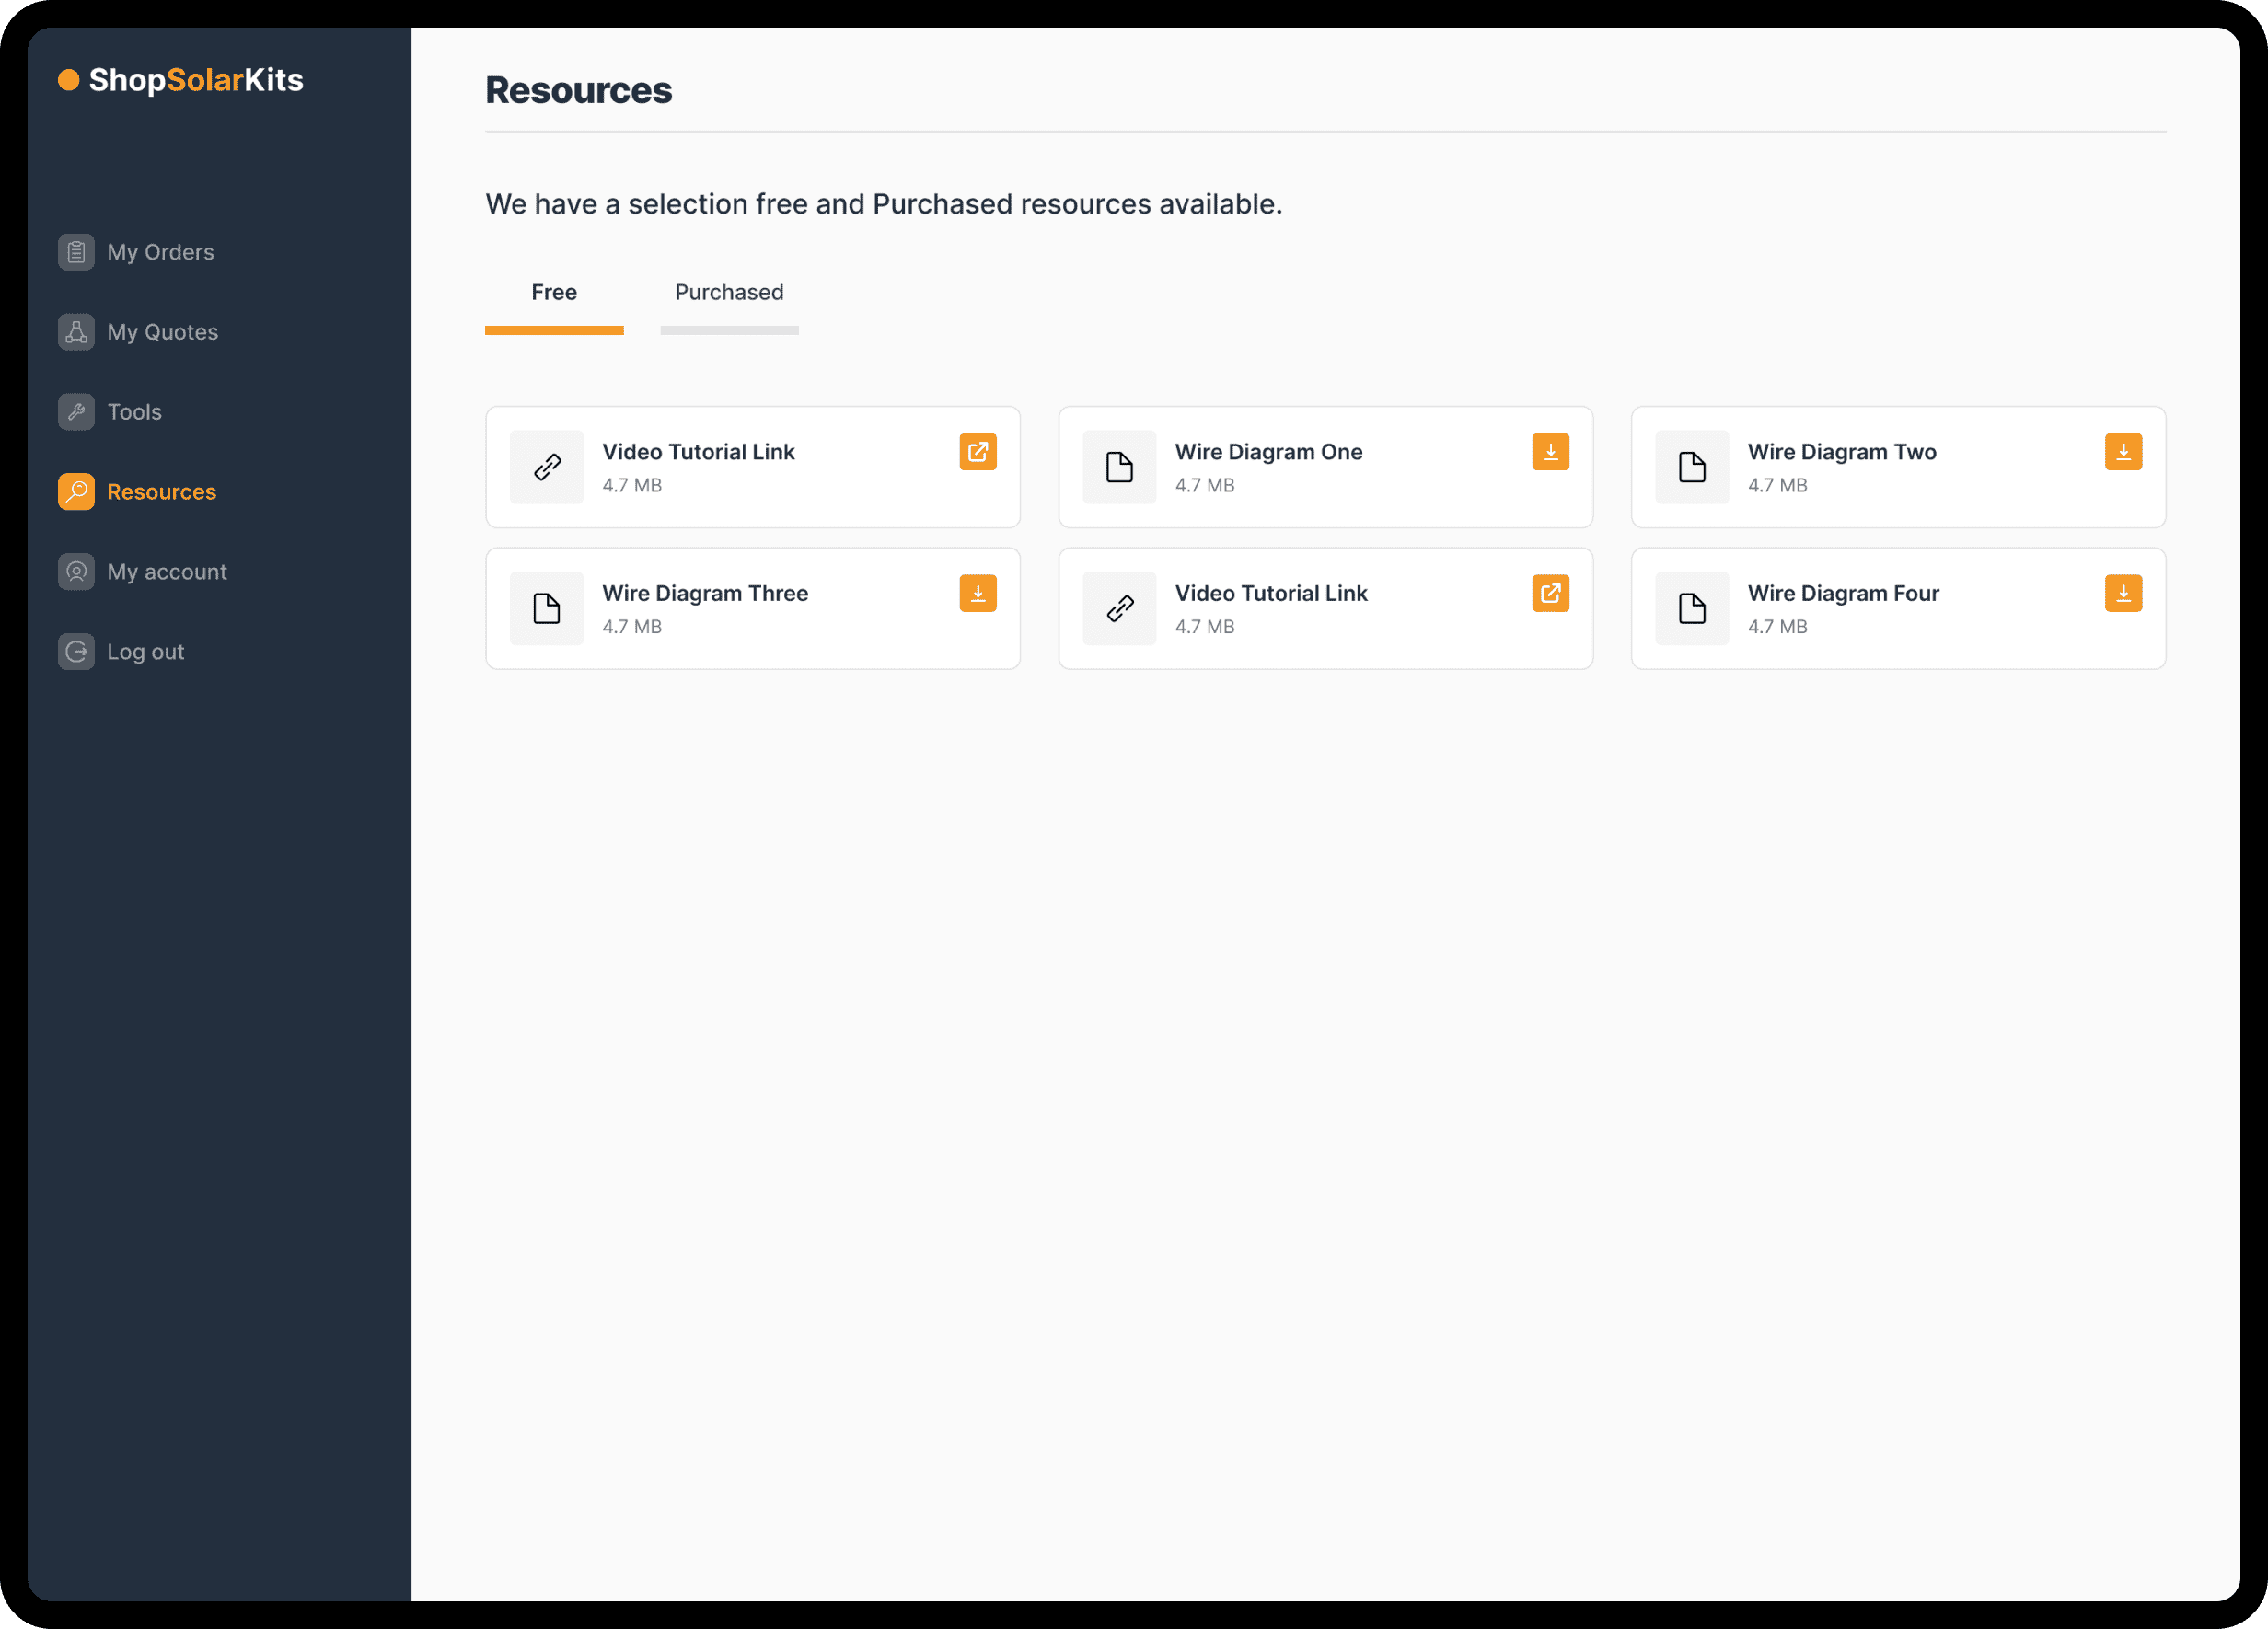 ShopSolarKits
My Orders
My Quotes
Tools
Resources
My account
Log out
Resources
We have a selection free and Purchased resources available.
Free
Purchased
Video Tutorial Link
4.7 MB
Wire Diagram One
4.7 MB
Wire Diagram Two
4.7 MB
Wire Diagram Three
4.7 MB
Video Tutorial Link
4.7 MB
Wire Diagram Four
4.7 MB